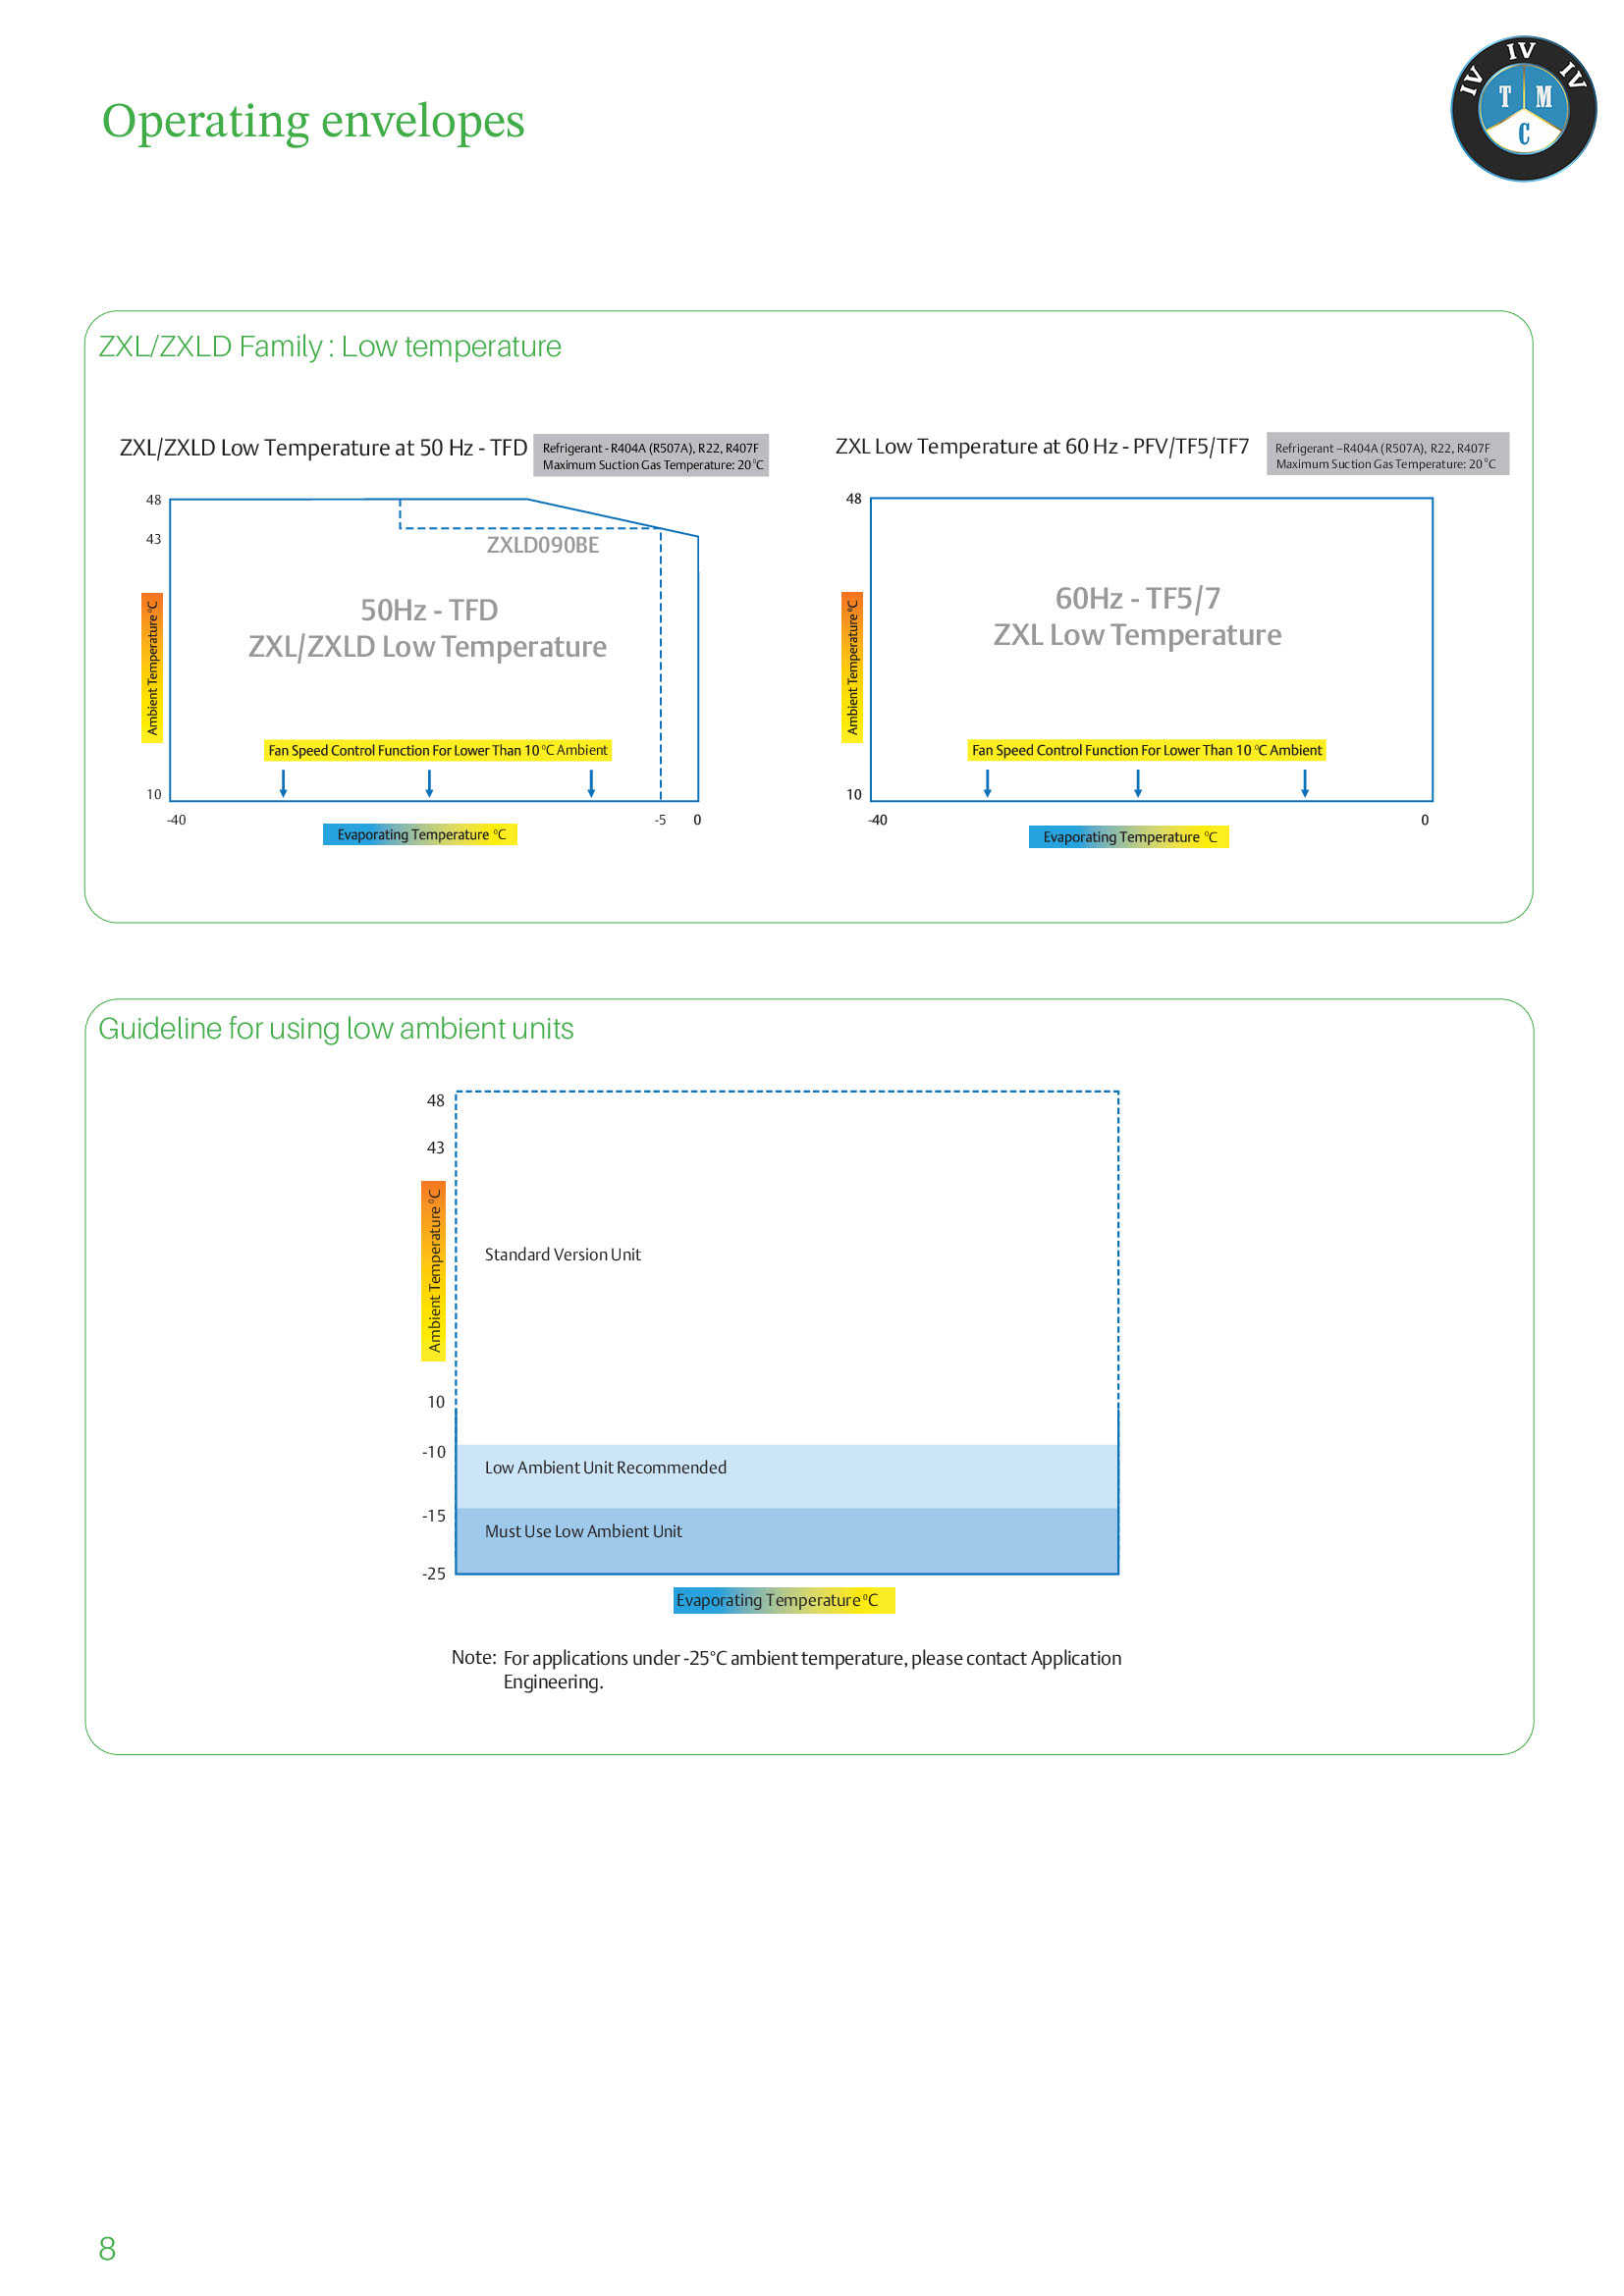 IV IV IV
T M
C
Operating envelopes
ZXL/ZXLD Family : Low temperature
ZXL/ZXLD Low Temperature at 50 Hz - TFD
Refrigerant - R404A (R507A), R22, R407F
Maximum Suction Gas Temperature: 20 °C
48
43
ZXLD090BE
50Hz - TFD
ZXL/ZXLD Low Temperature
Ambient Temperature °C
Fan Speed Control Function For Lower Than 10 °C Ambient
10
-40
-5
0
Evaporating Temperature °C
ZXL Low Temperature at 60 Hz - PFV/TF5/TF7
Refrigerant –R404A (R507A), R22, R407F
Maximum Suction Gas Temperature: 20 °C
48
60Hz - TF5/7
ZXL Low Temperature
Ambient Temperature °C
Fan Speed Control Function For Lower Than 10 °C Ambient
10
-40
0
Evaporating Temperature °C
Guideline for using low ambient units
48
43
Ambient Temperature °C
Standard Version Unit
10
-10
Low Ambient Unit Recommended
-15
Must Use Low Ambient Unit
-25
Evaporating Temperature °C
Note: For applications under -25°C ambient temperature, please contact Application
Engineering.
8